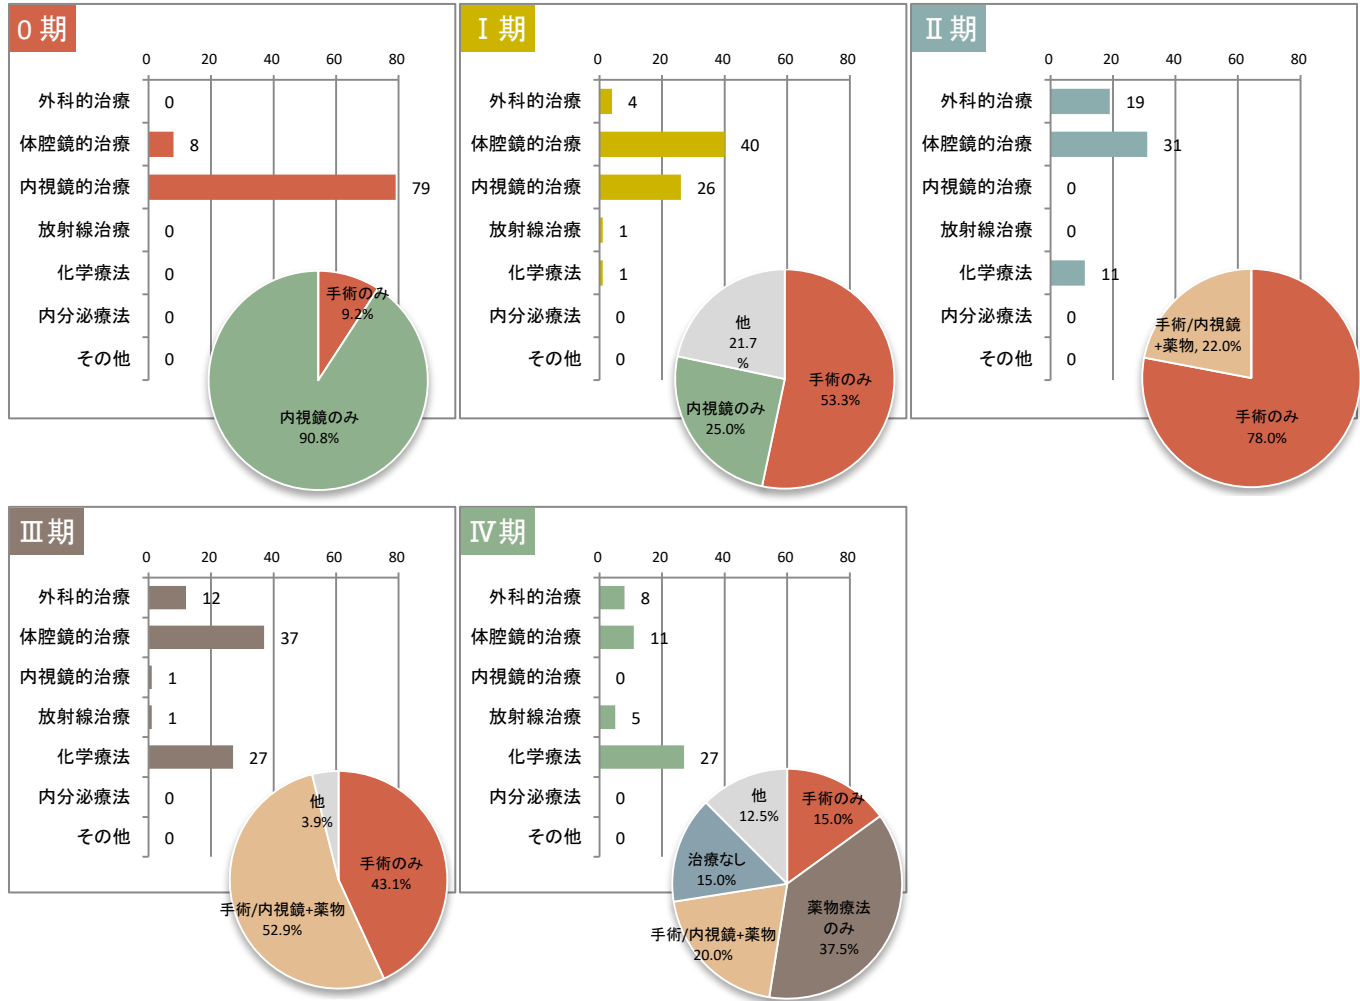 0 期
0 20 40 60 80
外科的治療 0
体腔鏡的治療 8
内視鏡的治療 79
放射線治療 0
化学療法 0
内分泌療法 0
その他 0
手術のみ
9.2%
内視鏡のみ
90.8%
Ⅰ 期
0 20 40 60 80
外科的治療 4
体腔鏡的治療 40
内視鏡的治療 26
放射線治療 1
化学療法 1
内分泌療法 0
その他 0
他
21.7
%
手術のみ
53.3%
内視鏡のみ
25.0%
Ⅱ 期
0 20 40 60 80
外科的治療 19
体腔鏡的治療 31
内視鏡的治療 0
放射線治療 0
化学療法 11
内分泌療法 0
その他 0
手術/内視鏡
+薬物, 22.0%
手術のみ
78.0%
Ⅲ 期
0 20 40 60 80
外科的治療 12
体腔鏡的治療 37
内視鏡的治療 1
放射線治療 1
化学療法 27
内分泌療法 0
その他 0
他
3.9%
手術のみ
43.1%
手術/内視鏡+薬物
52.9%
Ⅳ 期
0 20 40 60 80
外科的治療 8
体腔鏡的治療 11
内視鏡的治療 0
放射線治療 5
化学療法 27
内分泌療法 0
その他 0
他
12.5%
手術のみ
15.0%
治療なし
15.0%
薬物療法
のみ
37.5%
手術/内視鏡+薬物
20.0%